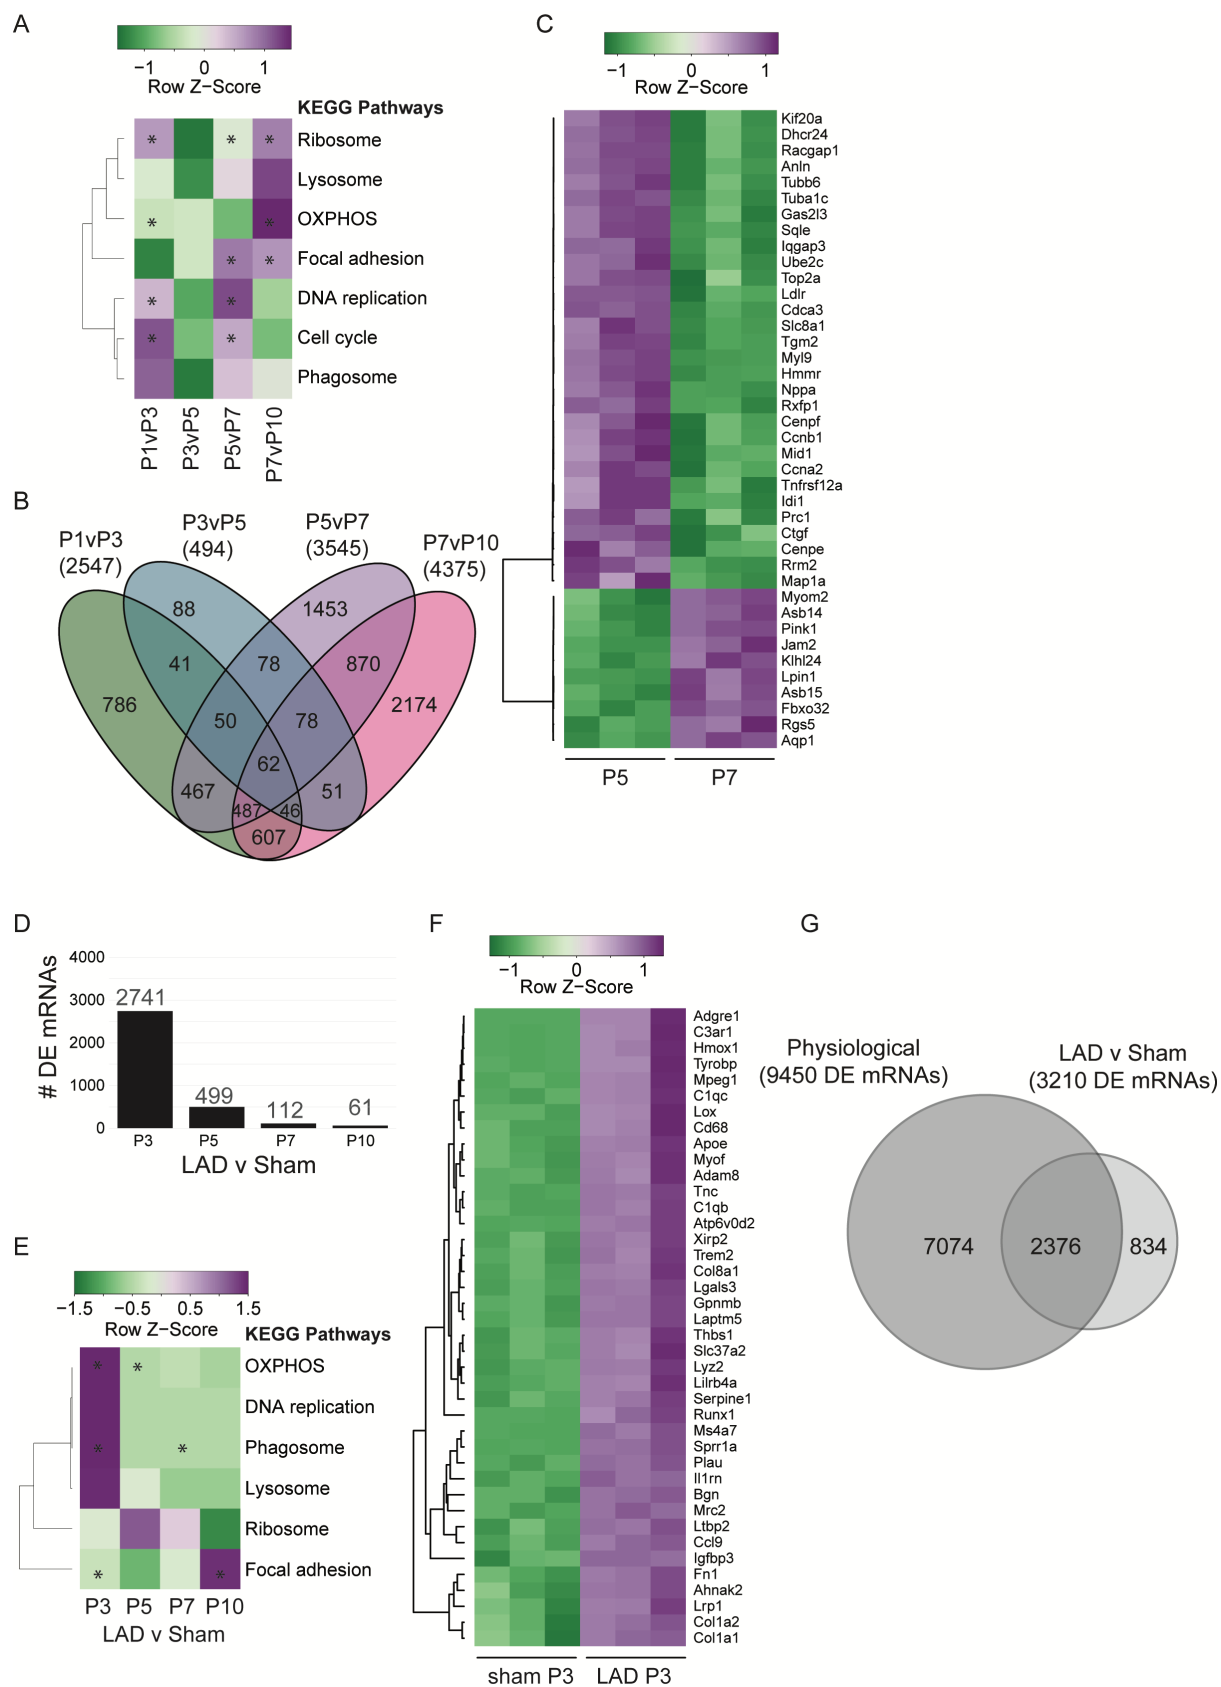 A
−1 0 1
Row Z−Score
KEGG Pathways
* * * Ribosome
Lysosome
* * OXPHOS
* * Focal adhesion
* * DNA replication
* * Cell cycle
Phagosome
P1vP3 P3vP5 P5vP7 P7vP10
B
P1vP3
(2547)
P3vP5
(494)
P5vP7
(3545)
P7vP10
(4375)
88
1453
41
78
870
786
50
78
2174
62
467
51
487
46
607
C
−1 0 1
Row Z−Score
Kif20a
Dhcr24
Racgap1
Anln
Tubb6
Tuba1c
Gas2l3
Sqle
Iqgap3
Ube2c
Top2a
Ldlr
Cdca3
Slc8a1
Tgm2
Myl9
Hmmr
Nppa
Rxfp1
Cenpf
Ccnb1
Mid1
Ccna2
Tnfrsf12a
Idi1
Prc1
Ctgf
Cenpe
Rrm2
Map1a
Myom2
Asb14
Pink1
Jam2
Klhl24
Lpin1
Asb15
Fbxo32
Rgs5
Aqp1
P5 P7
D
# DE mRNAs
4000
3000
2000
1000
0
2741
499
112
61
P3 P5 P7 P10
LAD v Sham
E
−1.5 −0.5 0.5 1.5
Row Z−Score
KEGG Pathways
* * OXPHOS
DNA replication
* * Phagosome
Lysosome
Ribosome
* * Focal adhesion
P3 P5 P7 P10
LAD v Sham
F
−1 0 1
Row Z−Score
Adgre1
C3ar1
Hmox1
Tyrobp
Mpeg1
C1qc
Lox
Cd68
Apoe
Myof
Adam8
Tnc
C1qb
Atp6v0d2
Xirp2
Trem2
Col8a1
Lgals3
Gpnmb
Laptm5
Thbs1
Slc37a2
Lyz2
Lilrb4a
Serpine1
Runx1
Ms4a7
Sprr1a
Plau
Il1rn
Bgn
Mrc2
Ltbp2
Ccl9
Igfbp3
Fn1
Ahnak2
Lrp1
Col1a2
Col1a1
sham P3 LAD P3
G
Physiological
(9450 DE mRNAs)
LAD v Sham
(3210 DE mRNAs)
7074 2376 834